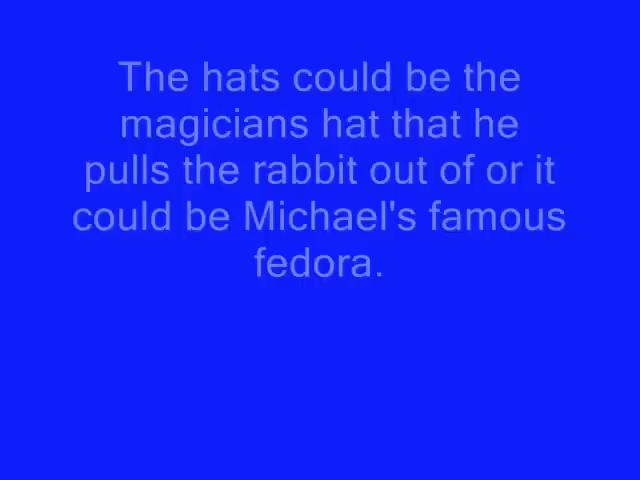 The hats could be the
magicians hat that he
pulls the rabbit out of or it
could be Michael's famous
fedora.